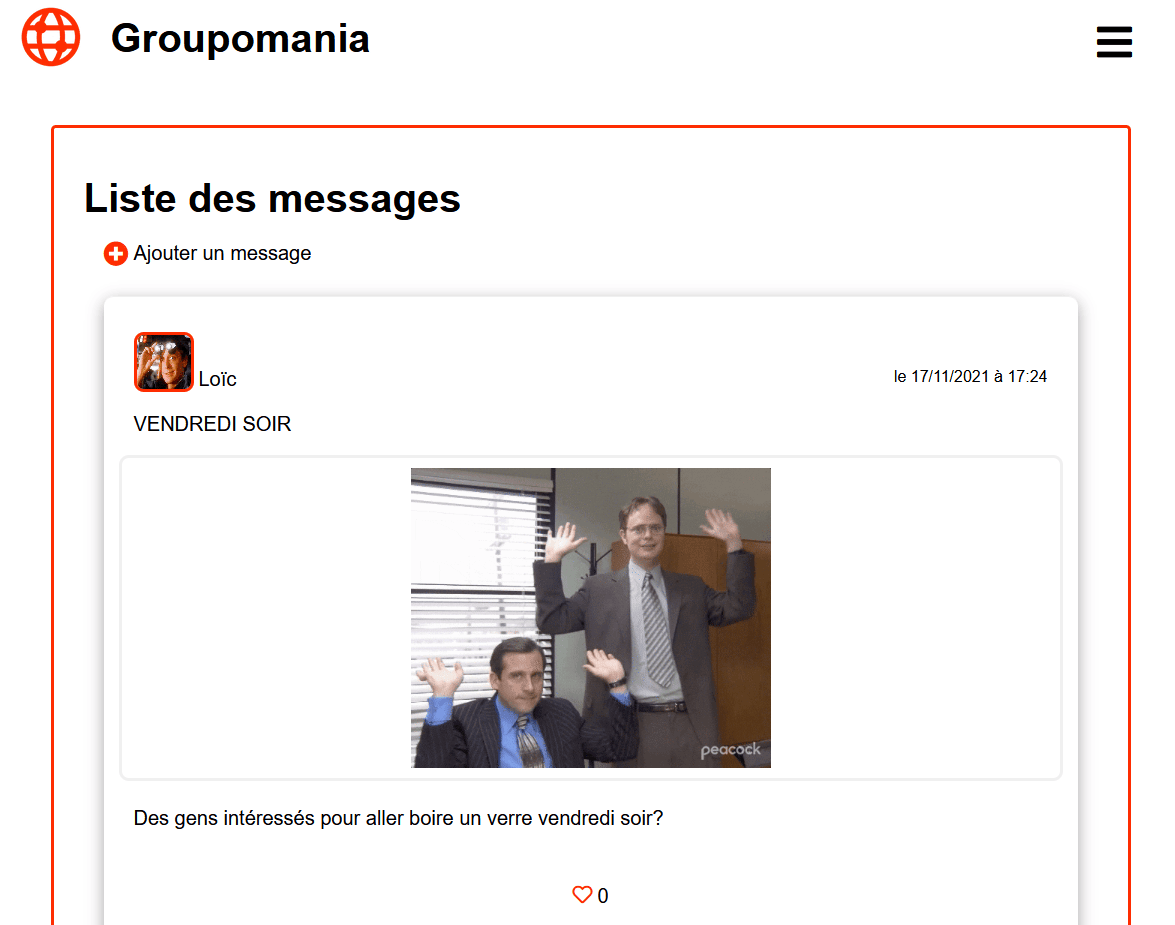 Groupomania
Liste des messages
Ajouter un message
Loïc
le 17/11/2021 à 17:24
VENDREDI SOIR
peacock
Des gens intéressés pour aller boire un verre vendredi soir?
0